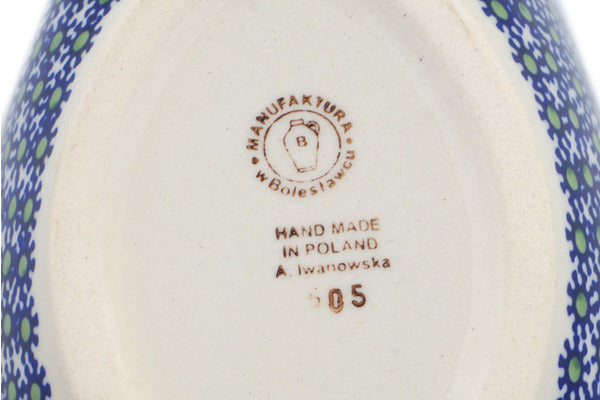 • MANUFAKTURA •
B
w Bolesławcu
HAND MADE
IN POLAND
A. Iwanowska
05